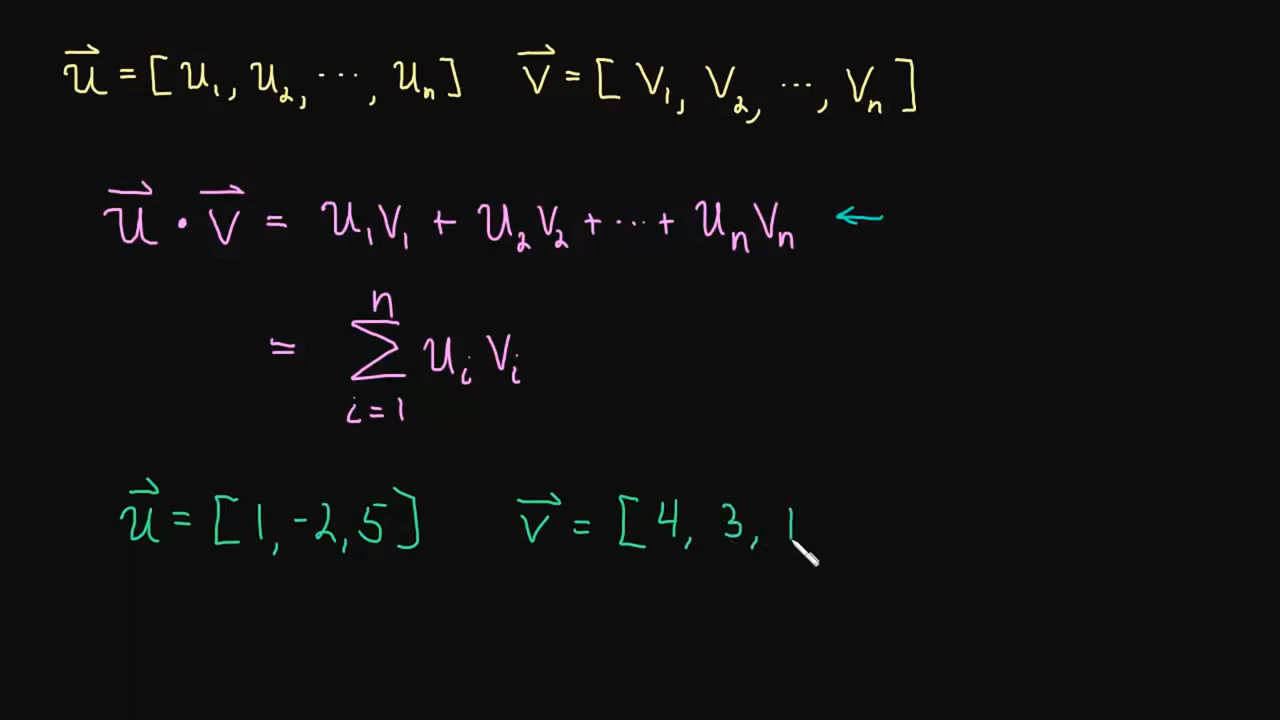 u⃗ = [u₁, u₂, ⋯, uₙ] v⃗ = [v₁, v₂, ⋯, vₙ]
u⃗ · v⃗ = u₁v₁ + u₂v₂ + ⋯ + uₙvₙ ←
= ∑ᵢ₌₁ⁿ uᵢvᵢ
u⃗ = [1, -2, 5] v⃗ = [4, 3, 1